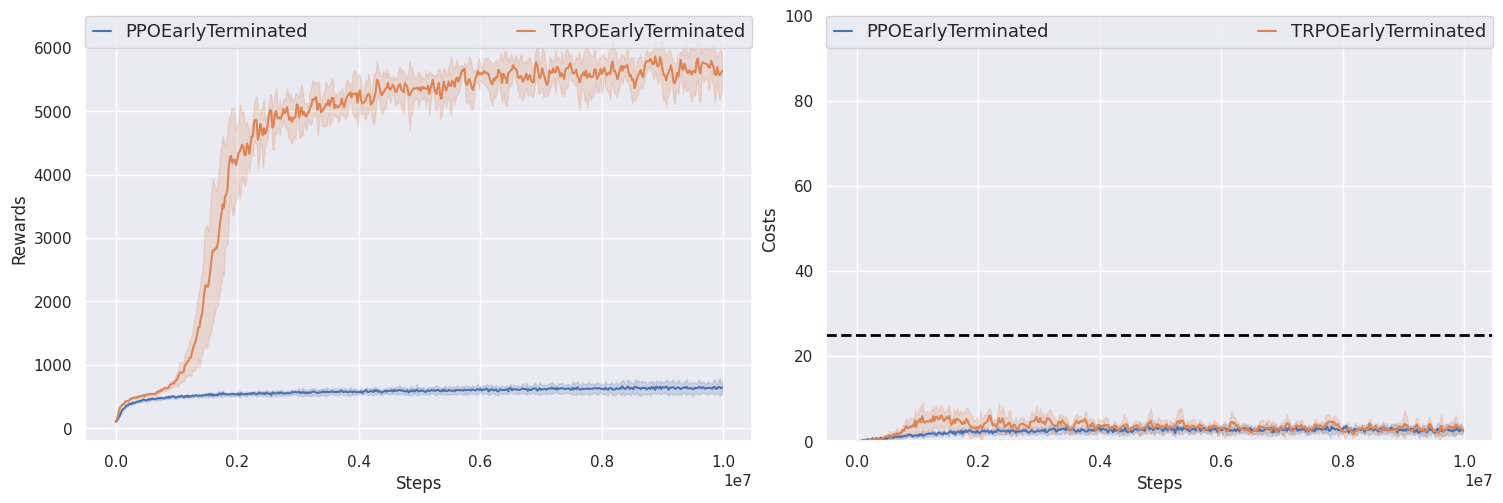 PPOEarlyTerminated TRPOEarlyTerminated
6000
5000
4000
3000
2000
1000
0
Rewards
0.0 0.2 0.4 0.6 0.8 1.0
1e7
Steps
PPOEarlyTerminated TRPOEarlyTerminated
100
80
60
40
20
0
Costs
0.0 0.2 0.4 0.6 0.8 1.0
1e7
Steps